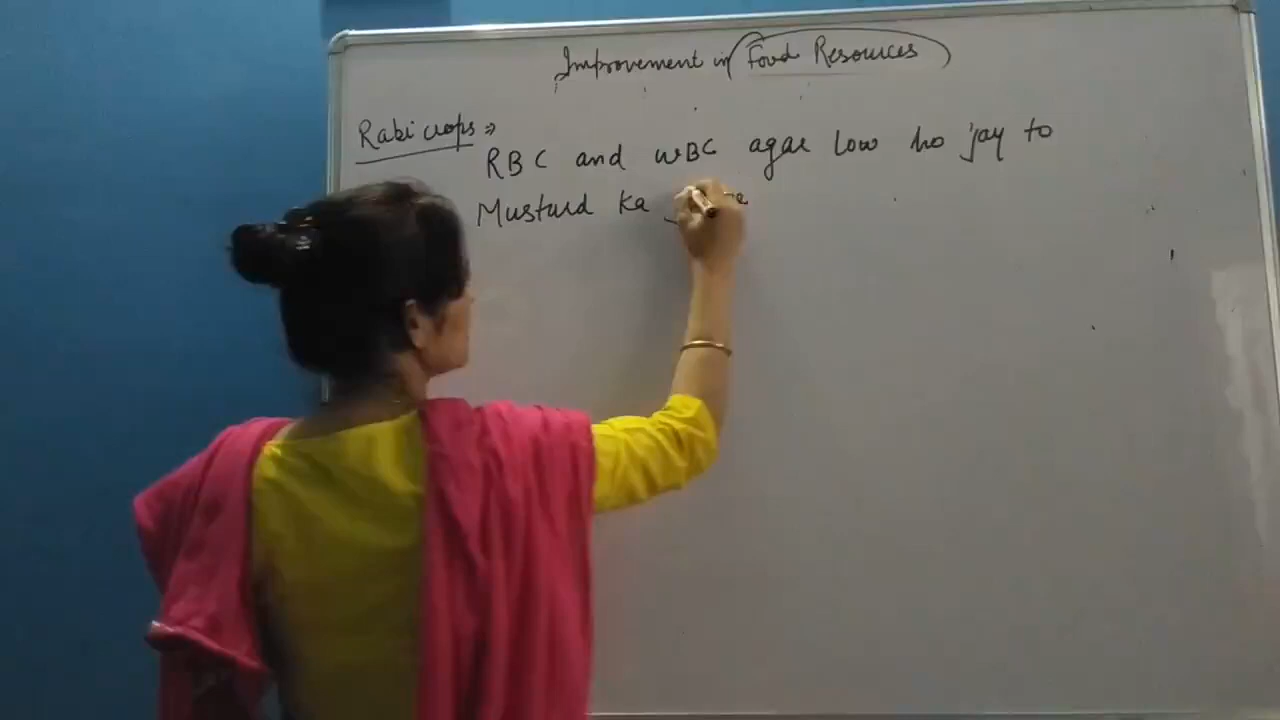 Improvement in Food Resources
Rabi crops ⇒
RBC and WBC agar low ho jay to
Mustard ka